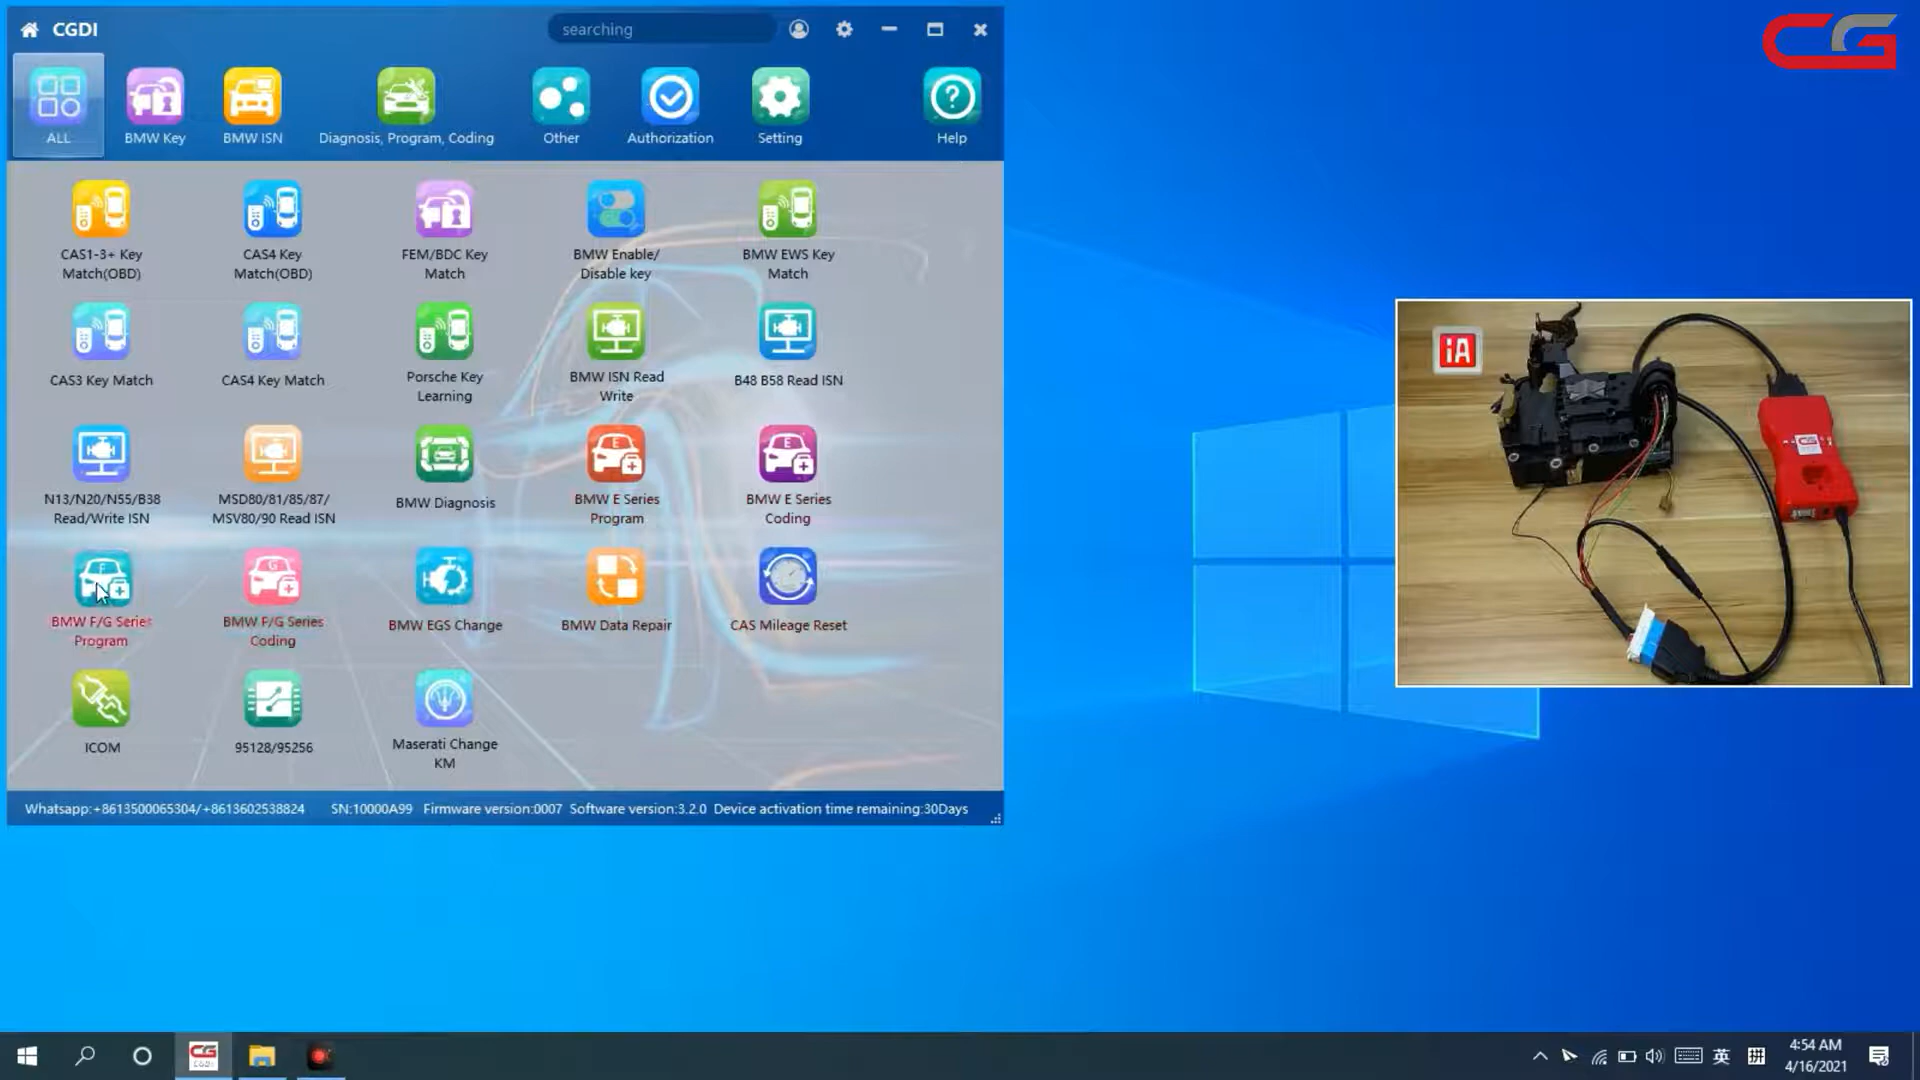 CGDI
searching
CG
ALL
BMW Key
BMW ISN
Diagnosis, Program, Coding
Other
Authorization
Setting
Help
CAS1-3+ Key
Match(OBD)
CAS4 Key
Match(OBD)
FEM/BDC Key
Match
BMW Enable/
Disable key
BMW EWS Key
Match
CAS3 Key Match
CAS4 Key Match
Porsche Key
Learning
BMW ISN Read
Write
B48 B58 Read ISN
iA
N13/N20/N55/B38
Read/Write ISN
MSD80/81/85/87/
MSV80/90 Read ISN
BMW Diagnosis
E
BMW E Series
Program
E
BMW E Series
Coding
F
BMW F/G Series
Program
G
BMW F/G Series
Coding
BMW EGS Change
BMW Data Repair
CAS Mileage Reset
ICOM
95128/95256
Maserati Change
KM
Whatsapp:+8613500065304/+8613602538824 SN:10000A99 Firmware version:0007 Software version:3.2.0 Device activation time remaining:30Days
CG
CGDI
英
拼
4:54 AM
4/16/2021